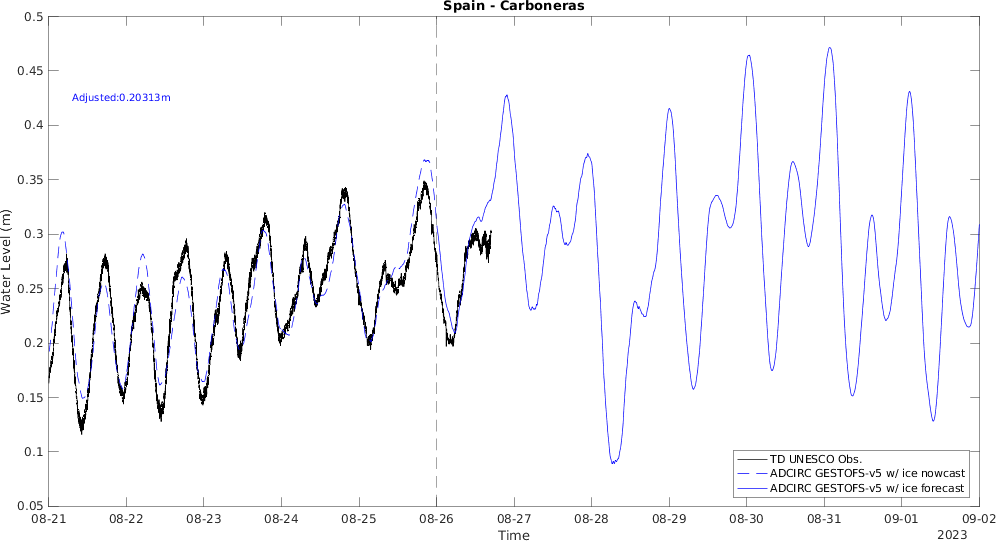 Spain - Carboneras
0.5
0.45
0.4
0.35
0.3
0.25
0.2
0.15
0.1
0.05
Water Level (m)
Adjusted:0.20313m
TD UNESCO Obs.
ADCIRC GESTOFS-v5 w/ ice nowcast
ADCIRC GESTOFS-v5 w/ ice forecast
08-21 08-22 08-23 08-24 08-25 08-26 08-27 08-28 08-29 08-30 08-31 09-01 09-02
Time
2023